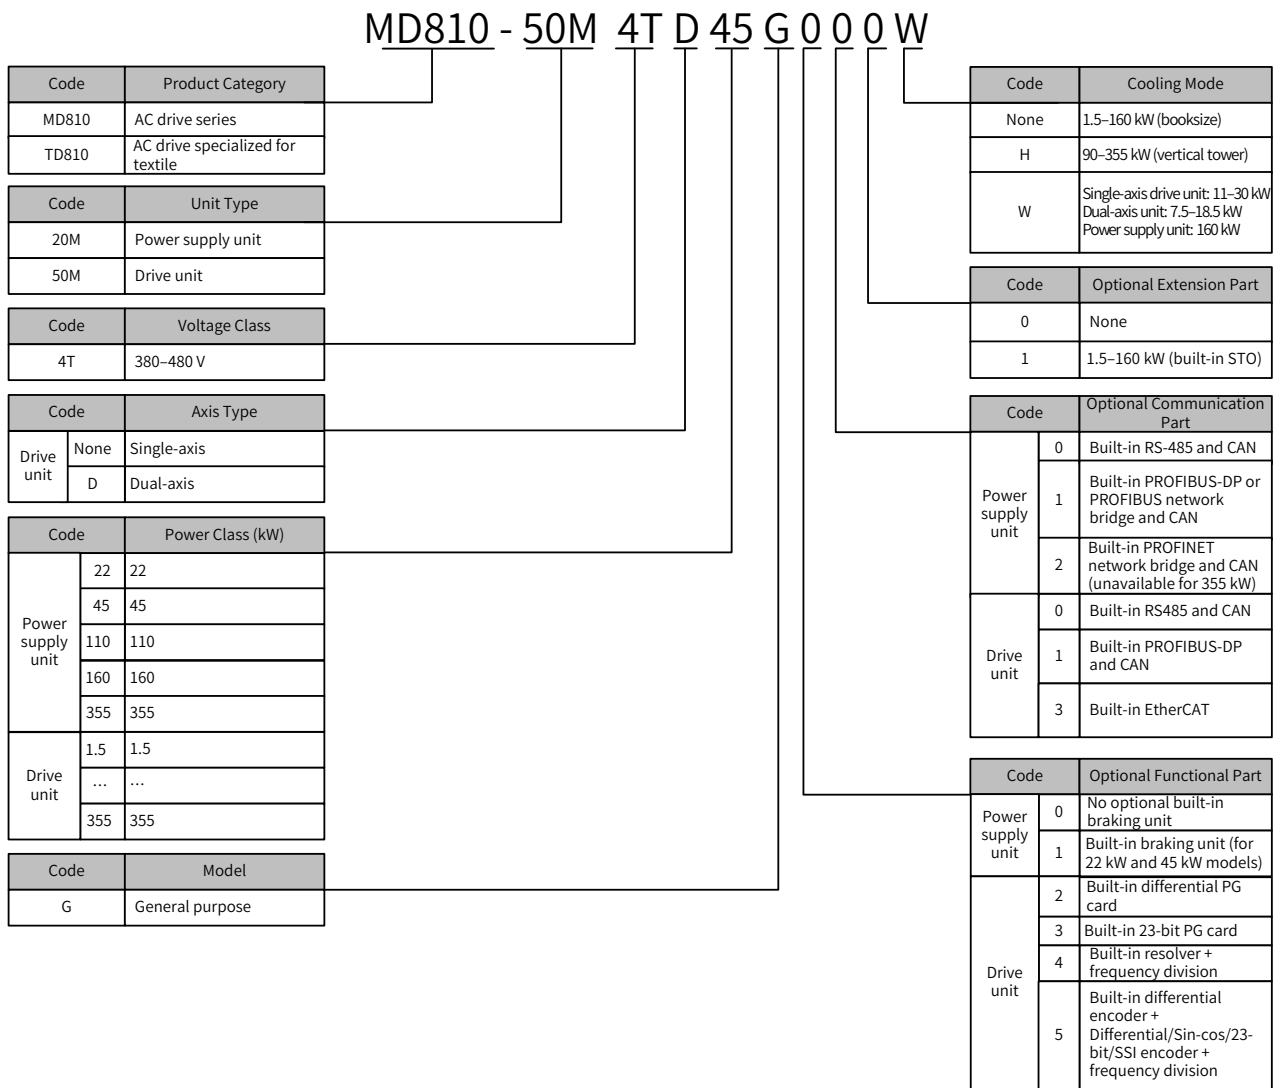 MD810 - 50M 4T D 45 G 0 0 0 W
Code Product Category
MD810 AC drive series
TD810 AC drive specialized for
textile
Code Unit Type
20M Power supply unit
50M Drive unit
Code Voltage Class
4T 380–480 V
Code Axis Type
Drive
unit
None Single-axis
D Dual-axis
Code Power Class (kW)
Power
supply
unit
22 22
45 45
110 110
160 160
355 355
Drive
unit
1.5 1.5
... ...
355 355
Code Model
G General purpose
Code Cooling Mode
None 1.5–160 kW (booksize)
H 90–355 kW (vertical tower)
W
Single-axis drive unit: 11–30 kW
Dual-axis unit: 7.5–18.5 kW
Power supply unit: 160 kW
Code Optional Extension Part
0 None
1 1.5–160 kW (built-in STO)
Code
Optional Communication
Part
Power
supply
unit
0 Built-in RS-485 and CAN
1
Built-in PROFIBUS-DP or
PROFIBUS network
bridge and CAN
2
Built-in PROFINET
network bridge and CAN
(unavailable for 355 kW)
Drive
unit
0 Built-in RS485 and CAN
1
Built-in PROFIBUS-DP
and CAN
3 Built-in EtherCAT
Code Optional Functional Part
Power
supply
unit
0
No optional built-in
braking unit
1
Built-in braking unit (for
22 kW and 45 kW models)
Drive
unit
2
Built-in differential PG
card
3 Built-in 23-bit PG card
4
Built-in resolver +
frequency division
5
Built-in differential
encoder +
Differential/Sin-cos/23-
bit/SSI encoder +
frequency division